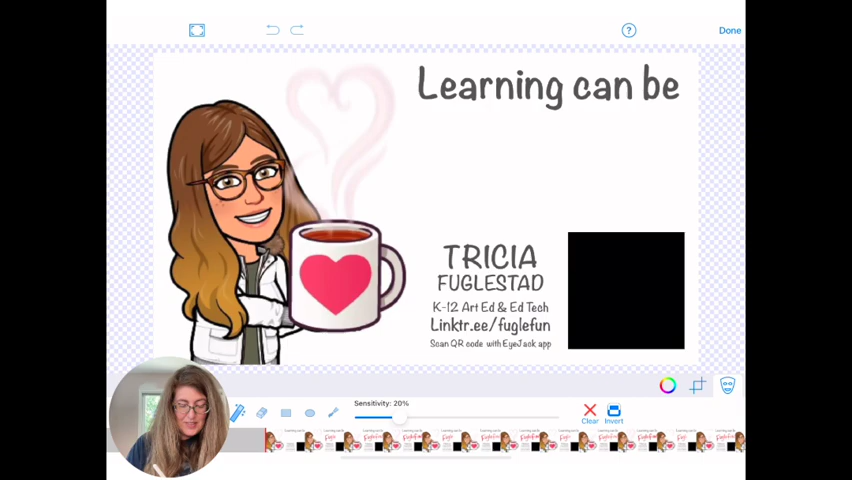 Done
Learning can be
TRICIA
FUGLESTAD
K-12 Art Ed & Ed Tech
Linktr.ee/fuglefun
Scan QR code with EyeJack app
Sensitivity: 20%
Clear
Invert